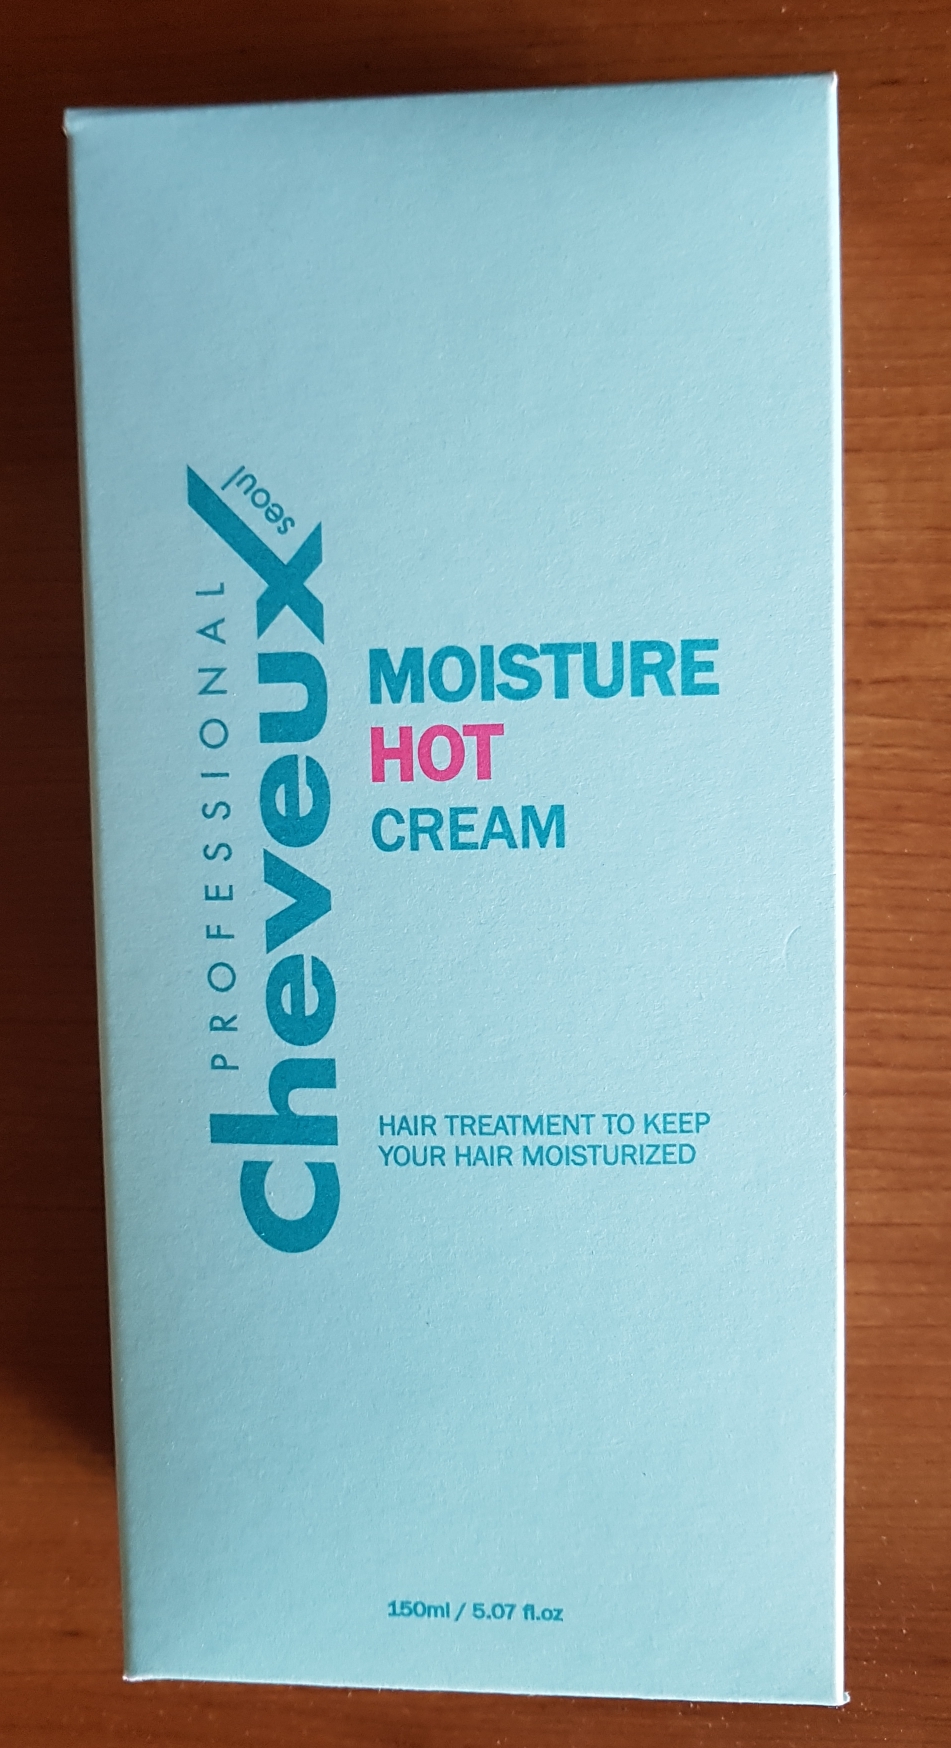 PROFESSIONAL
cheveux
seoul
MOISTURE
HOT
CREAM
HAIR TREATMENT TO KEEP
YOUR HAIR MOISTURIZED
150ml / 5.07 fl.oz